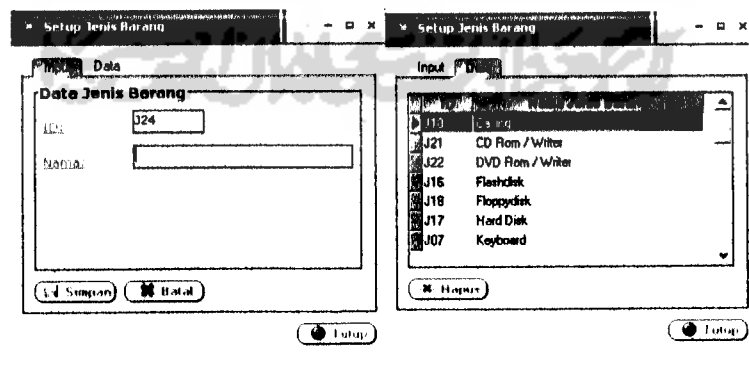 Setup Jenis Barang
Input Data
Data Jenis Barang
ID:
J24
Nama:
Simpan Batal
Tutup
Setup Jenis Barang
Input
J13
J21 CD Rom / Writer
J22 DVD Rom / Writer
J16 Flashdisk
J18 Floppydisk
J17 Hard Disk
J07 Keyboard
Hapus
Tutup